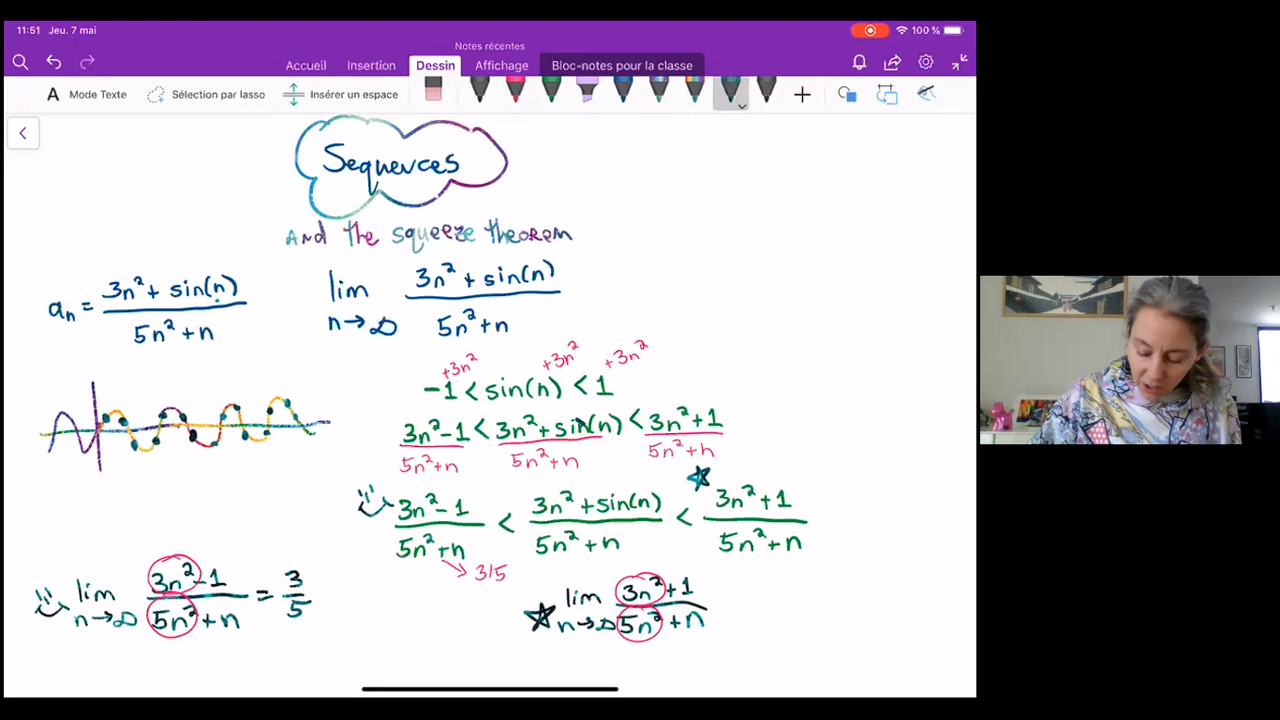 11:51 Jeu. 7 mai
100 %
Notes récentes
Accueil Insertion Dessin Affichage Bloc-notes pour la classe
A Mode Texte Sélection par lasso Insérer un espace
Sequences
And the squeeze theorem
aₙ = (3n² + sin(n))/(5n² + n) lim n→∞ (3n² + sin(n))/(5n² + n)
+3n² +3n² +3n²
-1 < sin(n) < 1
(3n² - 1)/(5n² + n) < (3n² + sin(n))/(5n² + n) < (3n² + 1)/(5n² + n)
(3n² - 1)/(5n² + n) < (3n² + sin(n))/(5n² + n) < (3n² + 1)/(5n² + n)
→ 3/5
lim n→∞ (3n² - 1)/(5n² + n) = 3/5
lim n→∞ (3n² + 1)/(5n² + n)